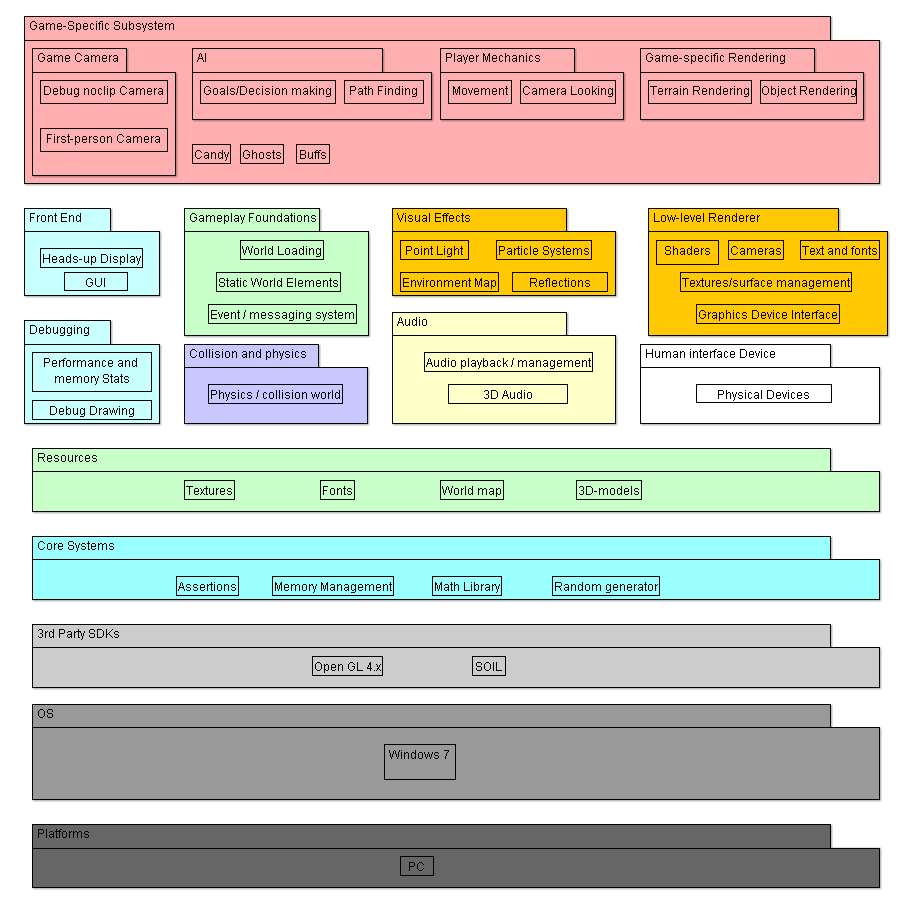 Game-Specific Subsystem
Game Camera
Debug noclip Camera
First-person Camera
AI
Goals/Decision making
Path Finding
Player Mechanics
Movement
Camera Looking
Game-specific Rendering
Terrain Rendering
Object Rendering
Candy
Ghosts
Buffs
Front End
Heads-up Display
GUI
Debugging
Performance and
memory Stats
Debug Drawing
Gameplay Foundations
World Loading
Static World Elements
Event / messaging system
Collision and physics
Physics / collision world
Visual Effects
Point Light
Particle Systems
Environment Map
Reflections
Audio
Audio playback / management
3D Audio
Low-level Renderer
Shaders
Cameras
Text and fonts
Textures/surface management
Graphics Device Interface
Human interface Device
Physical Devices
Resources
Textures
Fonts
World map
3D-models
Core Systems
Assertions
Memory Management
Math Library
Random generator
3rd Party SDKs
Open GL 4.x
SOIL
OS
Windows 7
Platforms
PC